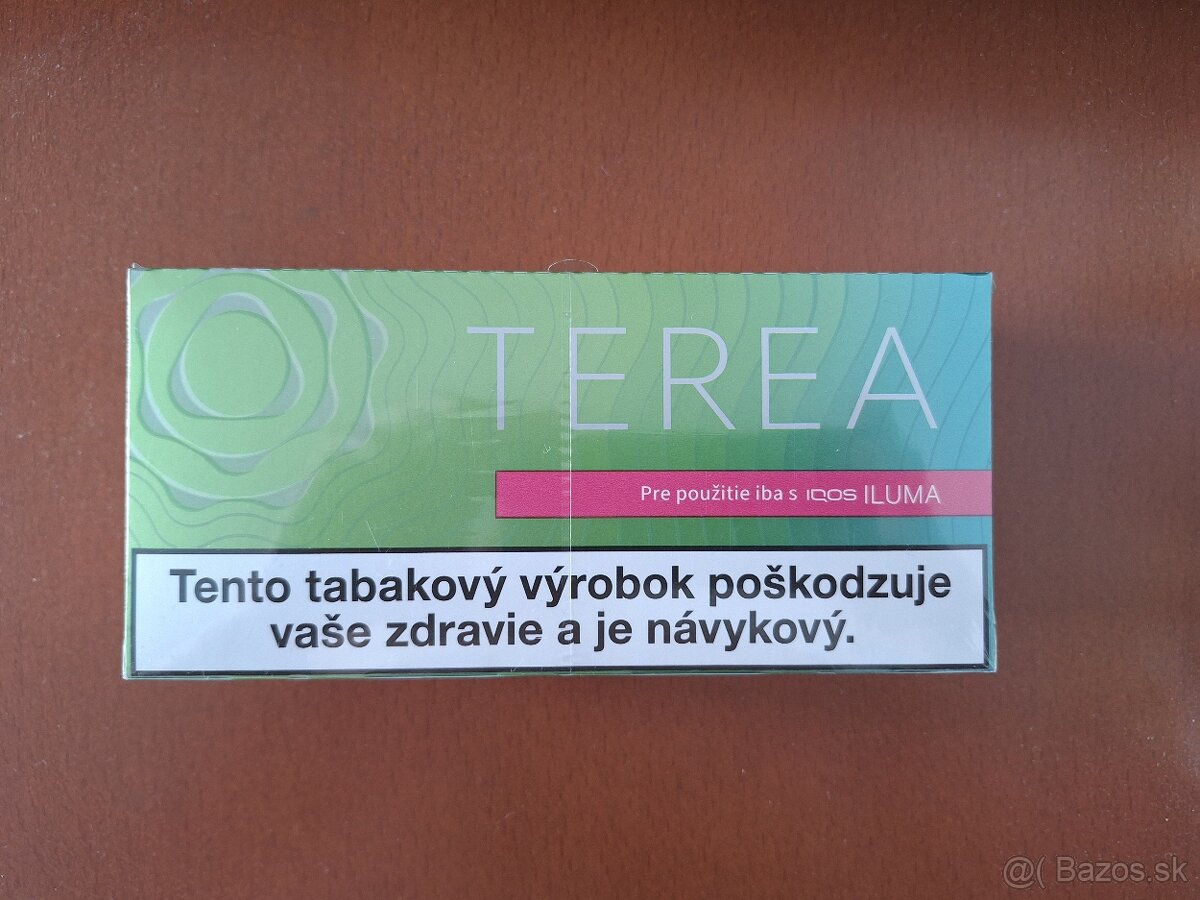 TEREA
Pre použitie iba s IQOS ILUMA
Tento tabakový výrobok poškodzuje
vaše zdravie a je návykový.
@( Bazos.sk